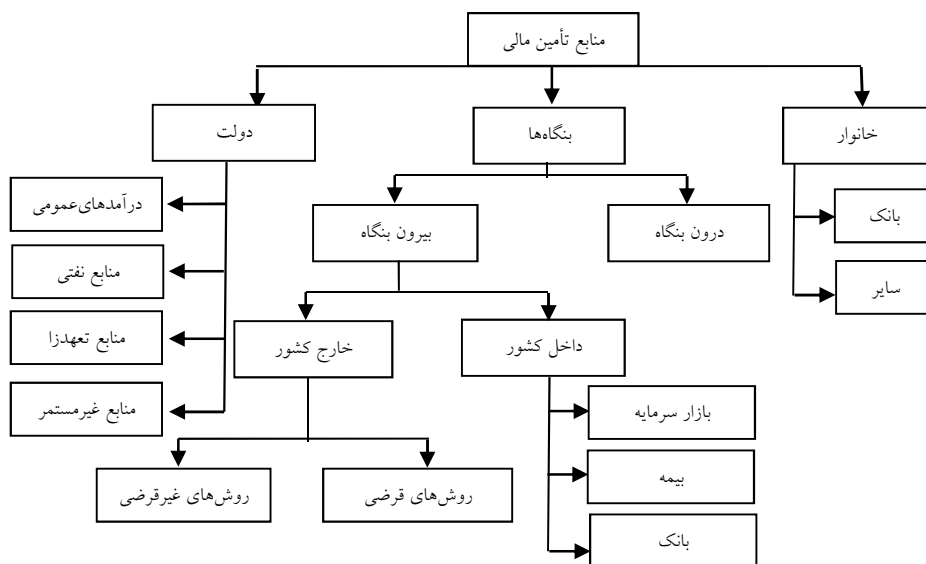 منابع تأمین مالی
خانوار
بنگاه‌ها
دولت
بانک
سایر
درون بنگاه
بیرون بنگاه
داخل کشور
خارج کشور
بازار سرمایه
بیمه
بانک
روش‌های قرضی
روش‌های غیرقرضی
درآمدهای‌عمومی
منابع نفتی
منابع تعهدزا
منابع غیرمستمر